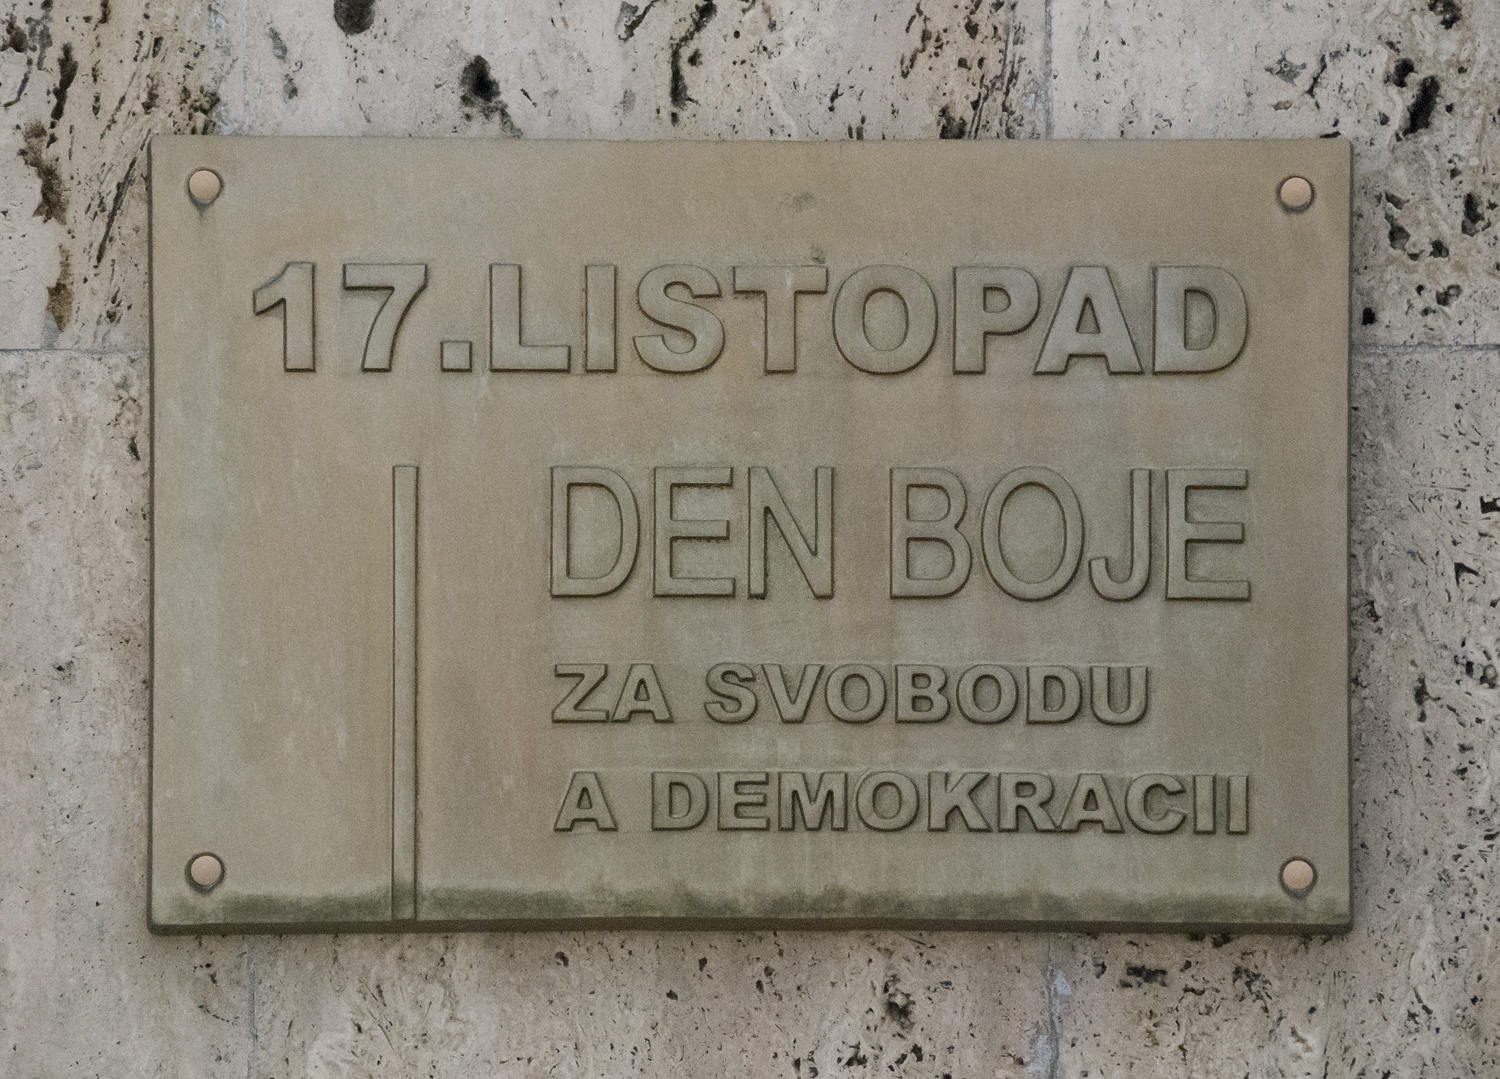 17.LISTOPAD
DEN BOJE
ZA SVOBODU
A DEMOKRACII